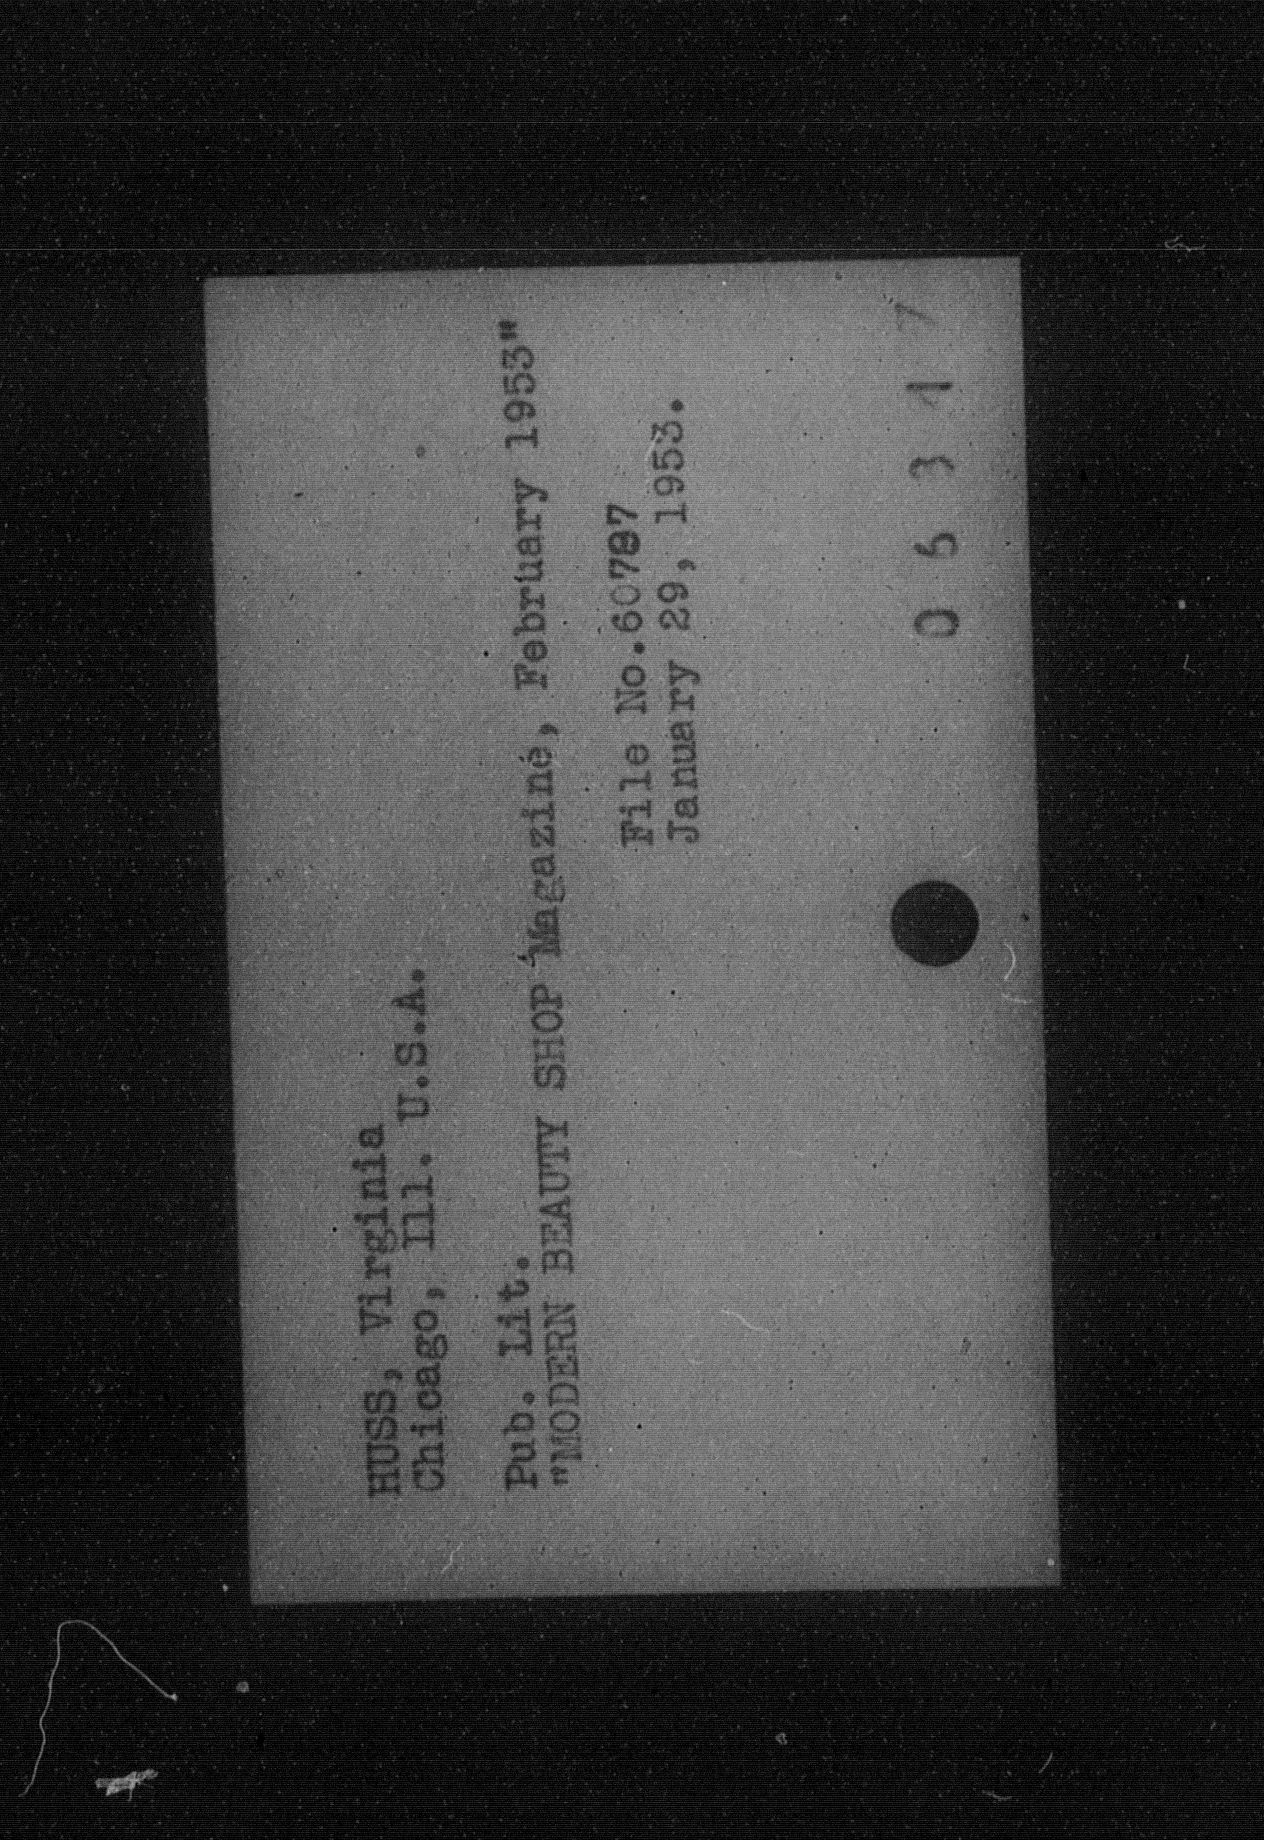 HUSS, Virginia
Chicago, Ill. U.S.A.
Pub. Lit.
"MODERN BEAUTY SHOP Magazine, February 1953"
File No.60787
January 29, 1953.
0 5 3 1 7